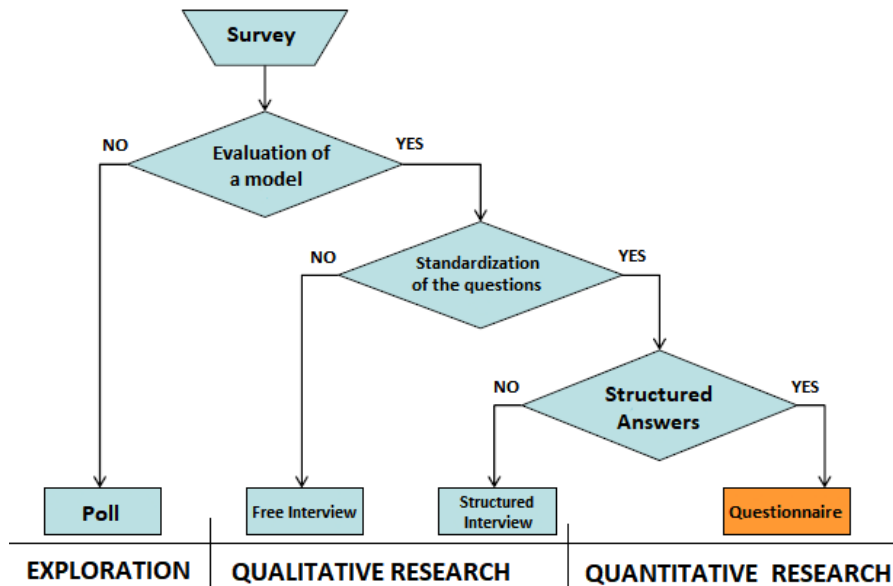 Survey
NO
YES
Evaluation of
a model
NO
YES
Standardization
of the questions
NO
YES
Structured
Answers
Poll
Free Interview
Structured
Interview
Questionnaire
EXPLORATION
QUALITATIVE RESEARCH
QUANTITATIVE RESEARCH